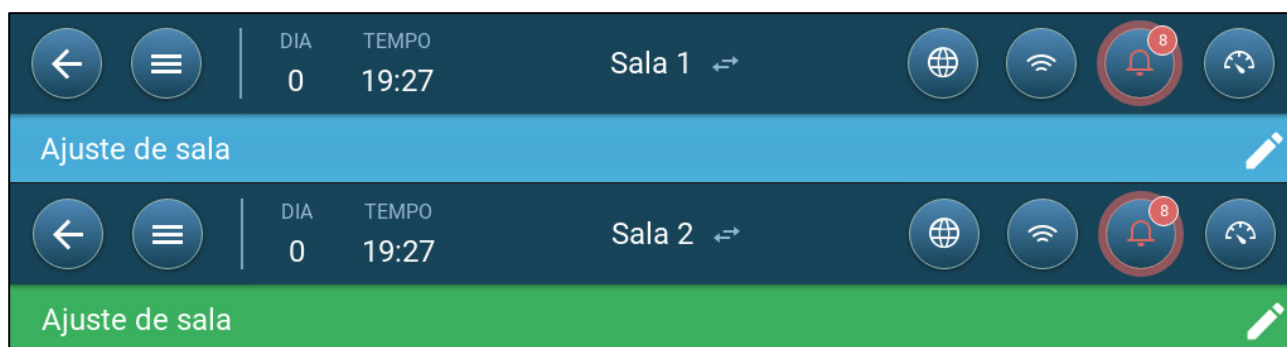 DIA TEMPO 8
0 19:27 Sala 1
Ajuste de sala
DIA TEMPO 8
0 19:27 Sala 2
Ajuste de sala